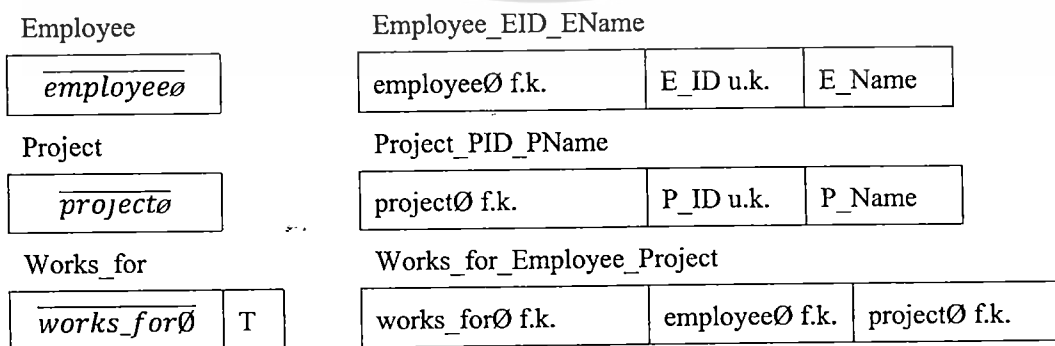 Employee Employee_EID_EName
employeeø employeeØ f.k. E_ID u.k. E_Name
Project Project_PID_PName
projectø projectØ f.k. P_ID u.k. P_Name
Works_for Works_for_Employee_Project
works_forØ T works_forØ f.k. employeeØ f.k. projectØ f.k.